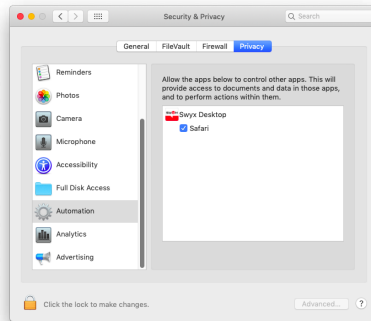 Security & Privacy
Search
General
FileVault
Firewall
Privacy
Reminders
Photos
Camera
Microphone
Accessibility
Full Disk Access
Automation
Analytics
Advertising
Allow the apps below to control other apps. This will
provide access to documents and data in those apps,
and to perform actions within them.
Swyx Desktop
Safari
Click the lock to make changes.
Advanced...
?